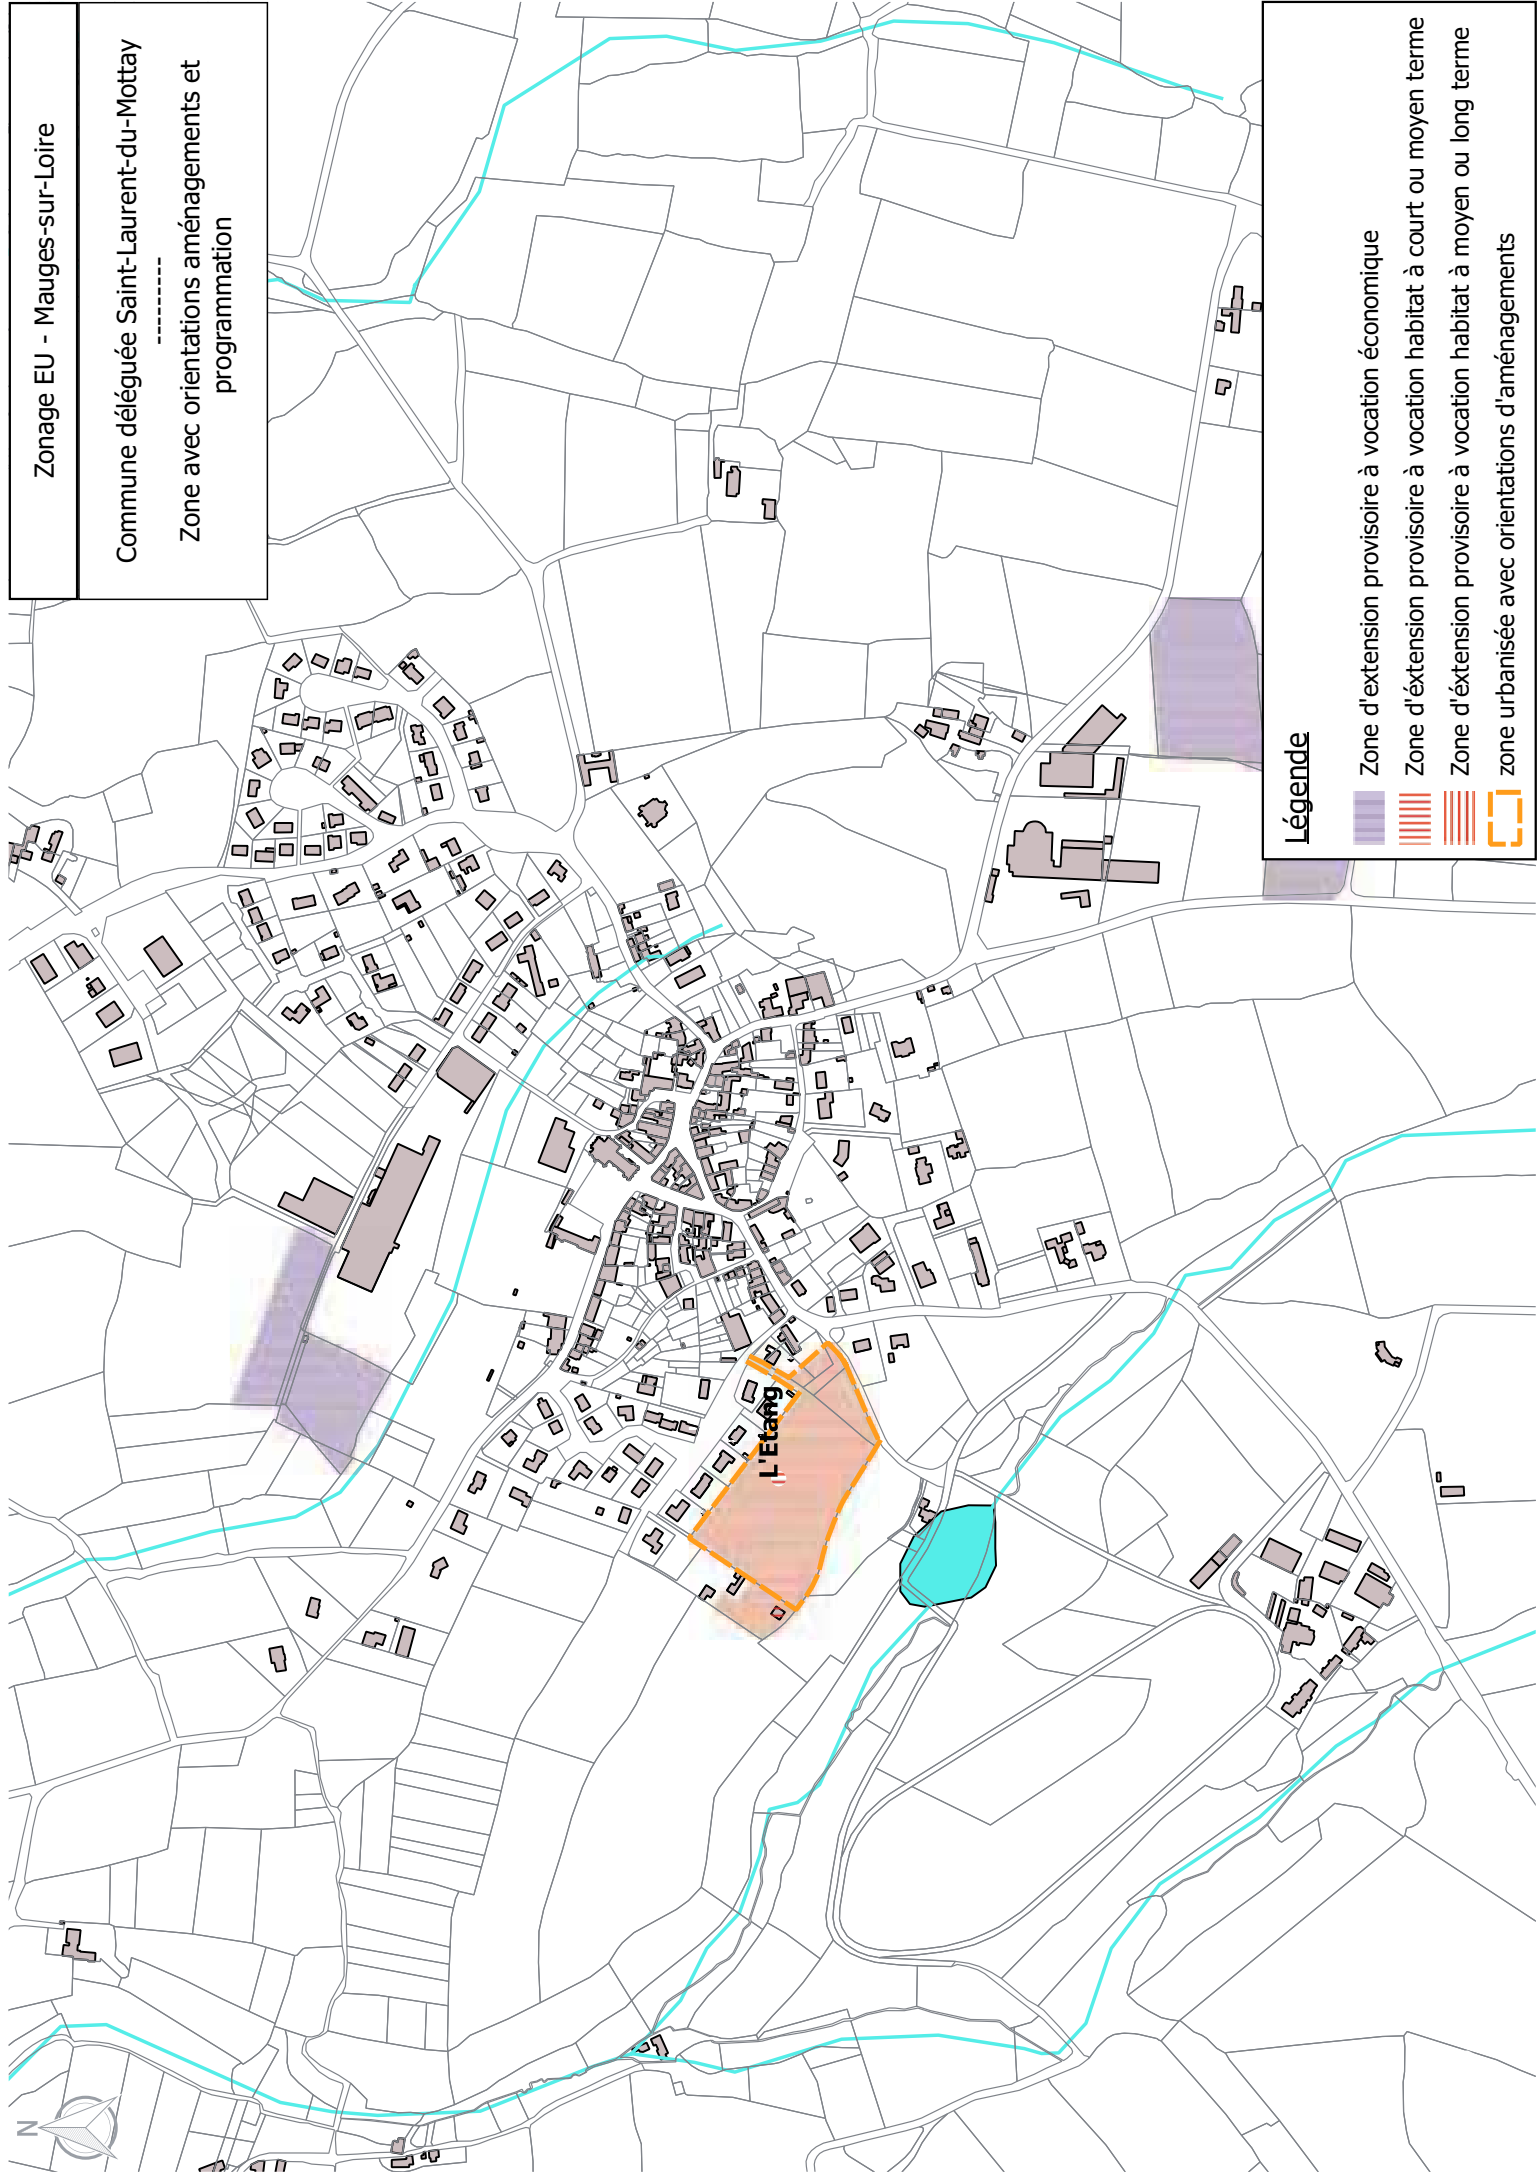 Zonage EU - Mauges-sur-Loire
Commune déléguée Saint-Laurent-du-Mottay
---------
Zone avec orientations aménagements et
programmation
N
L'Etang
Légende
Zone d'extension provisoire à vocation économique
Zone d'éxtension provisoire à vocation habitat à court ou moyen terme
Zone d'éxtension provisoire à vocation habitat à moyen ou long terme
zone urbanisée avec orientations d'aménagements